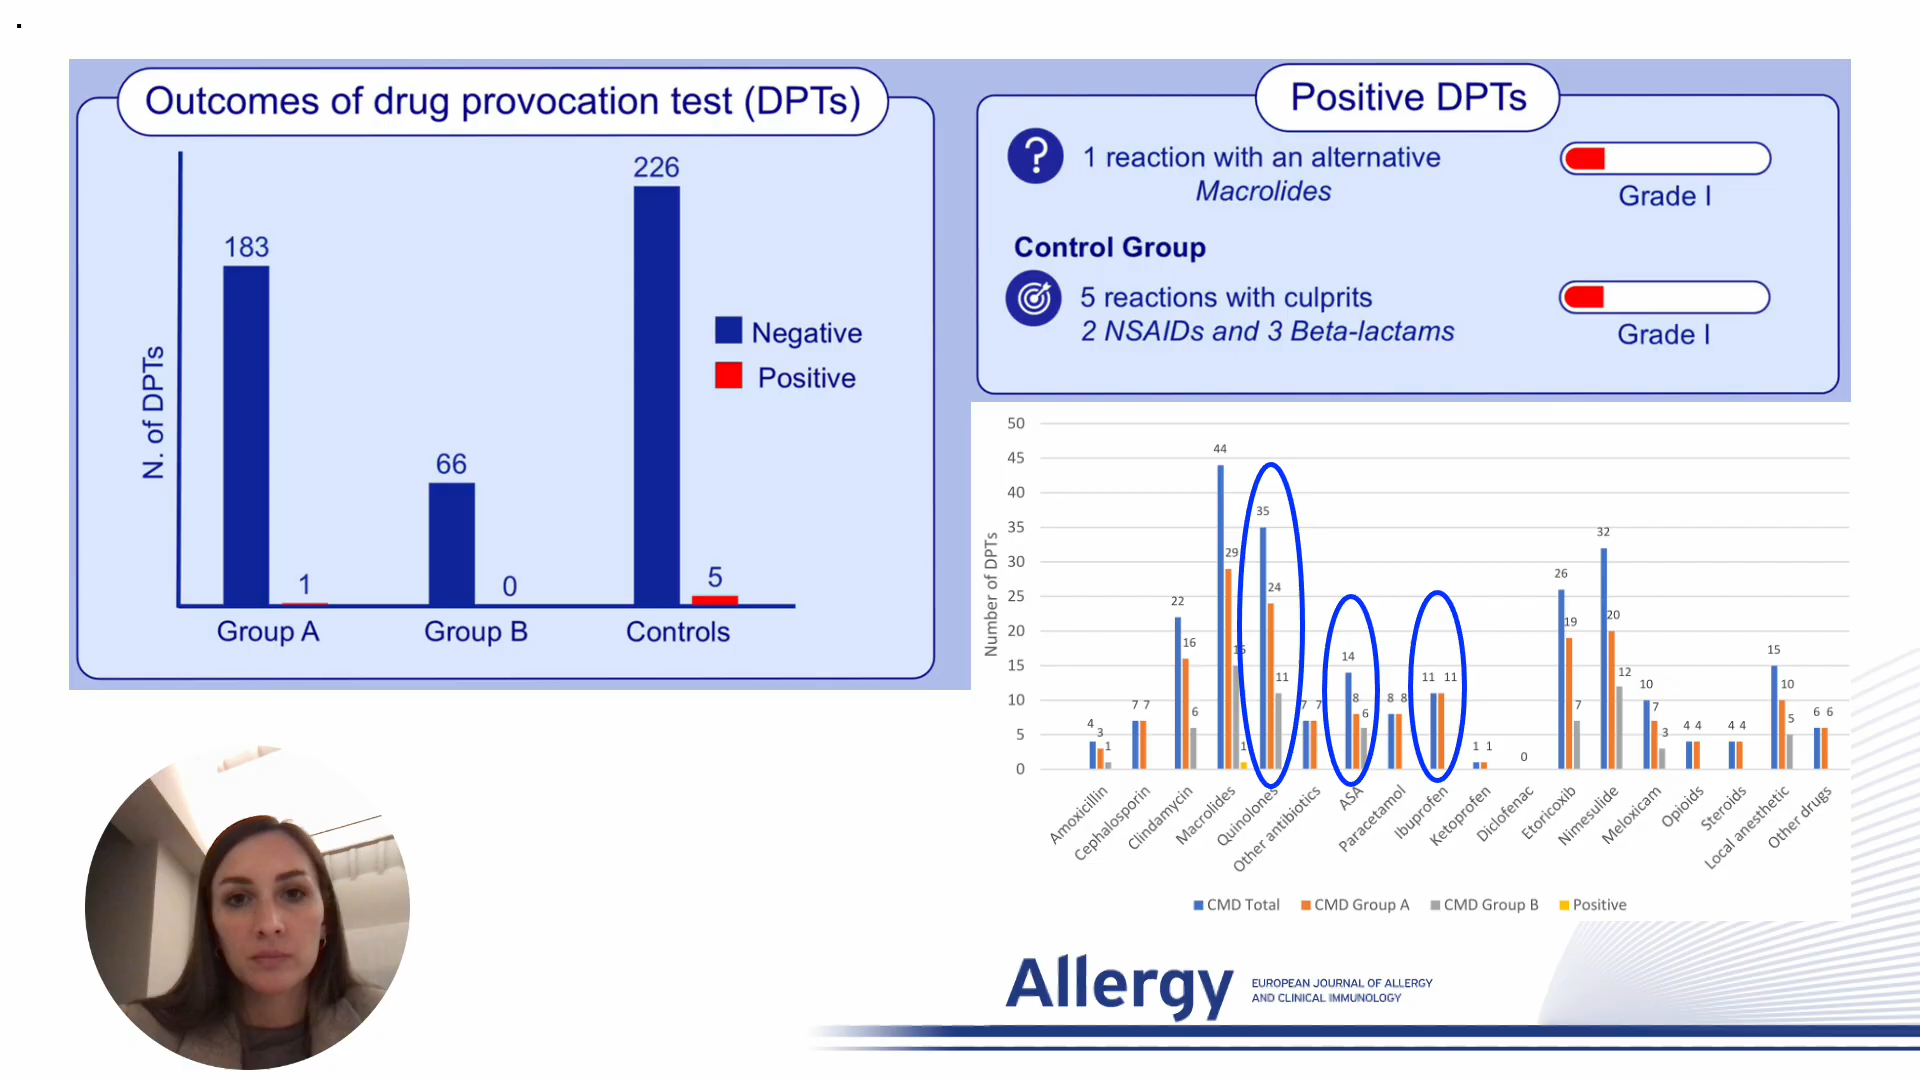 Outcomes of drug provocation test (DPTs)
226
183
66
1
0
5
Negative
Positive
N. of DPTs
Group A
Group B
Controls
Positive DPTs
?
1 reaction with an alternative
Macrolides
Grade I
Control Group
5 reactions with culprits
2 NSAIDs and 3 Beta-lactams
Grade I
Number of DPTs
50
45
40
35
30
25
20
15
10
5
0
4 3 1
7 7
22 16 6
44 29 15 1
35 24 11
7 7
14 8 6
8 8
11 11
1 1
0
26 19 7
32 20 12
10 7 3
4 4
4 4
15 10 5
6 6
Amoxicillin
Cephalosporin
Clindamycin
Macrolides
Quinolones
Other antibiotics
ASA
Paracetamol
Ibuprofen
Ketoprofen
Diclofenac
Etoricoxib
Nimesulide
Meloxicam
Opioids
Steroids
Local anesthetic
Other drugs
CMD Total CMD Group A CMD Group B Positive
Allergy
EUROPEAN JOURNAL OF ALLERGY
AND CLINICAL IMMUNOLOGY